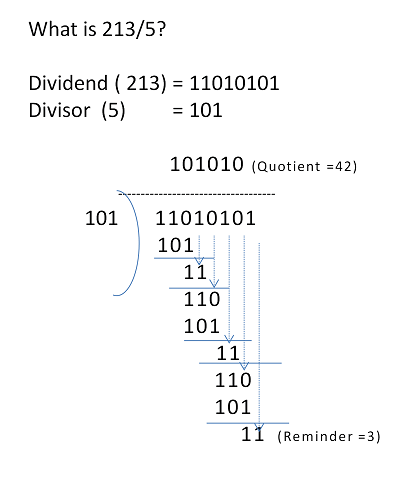 What is 213/5?
Dividend ( 213) = 11010101
Divisor (5) = 101
101010 (Quotient =42)
101 11010101
101
11
110
101
11
110
101
11 (Reminder =3)